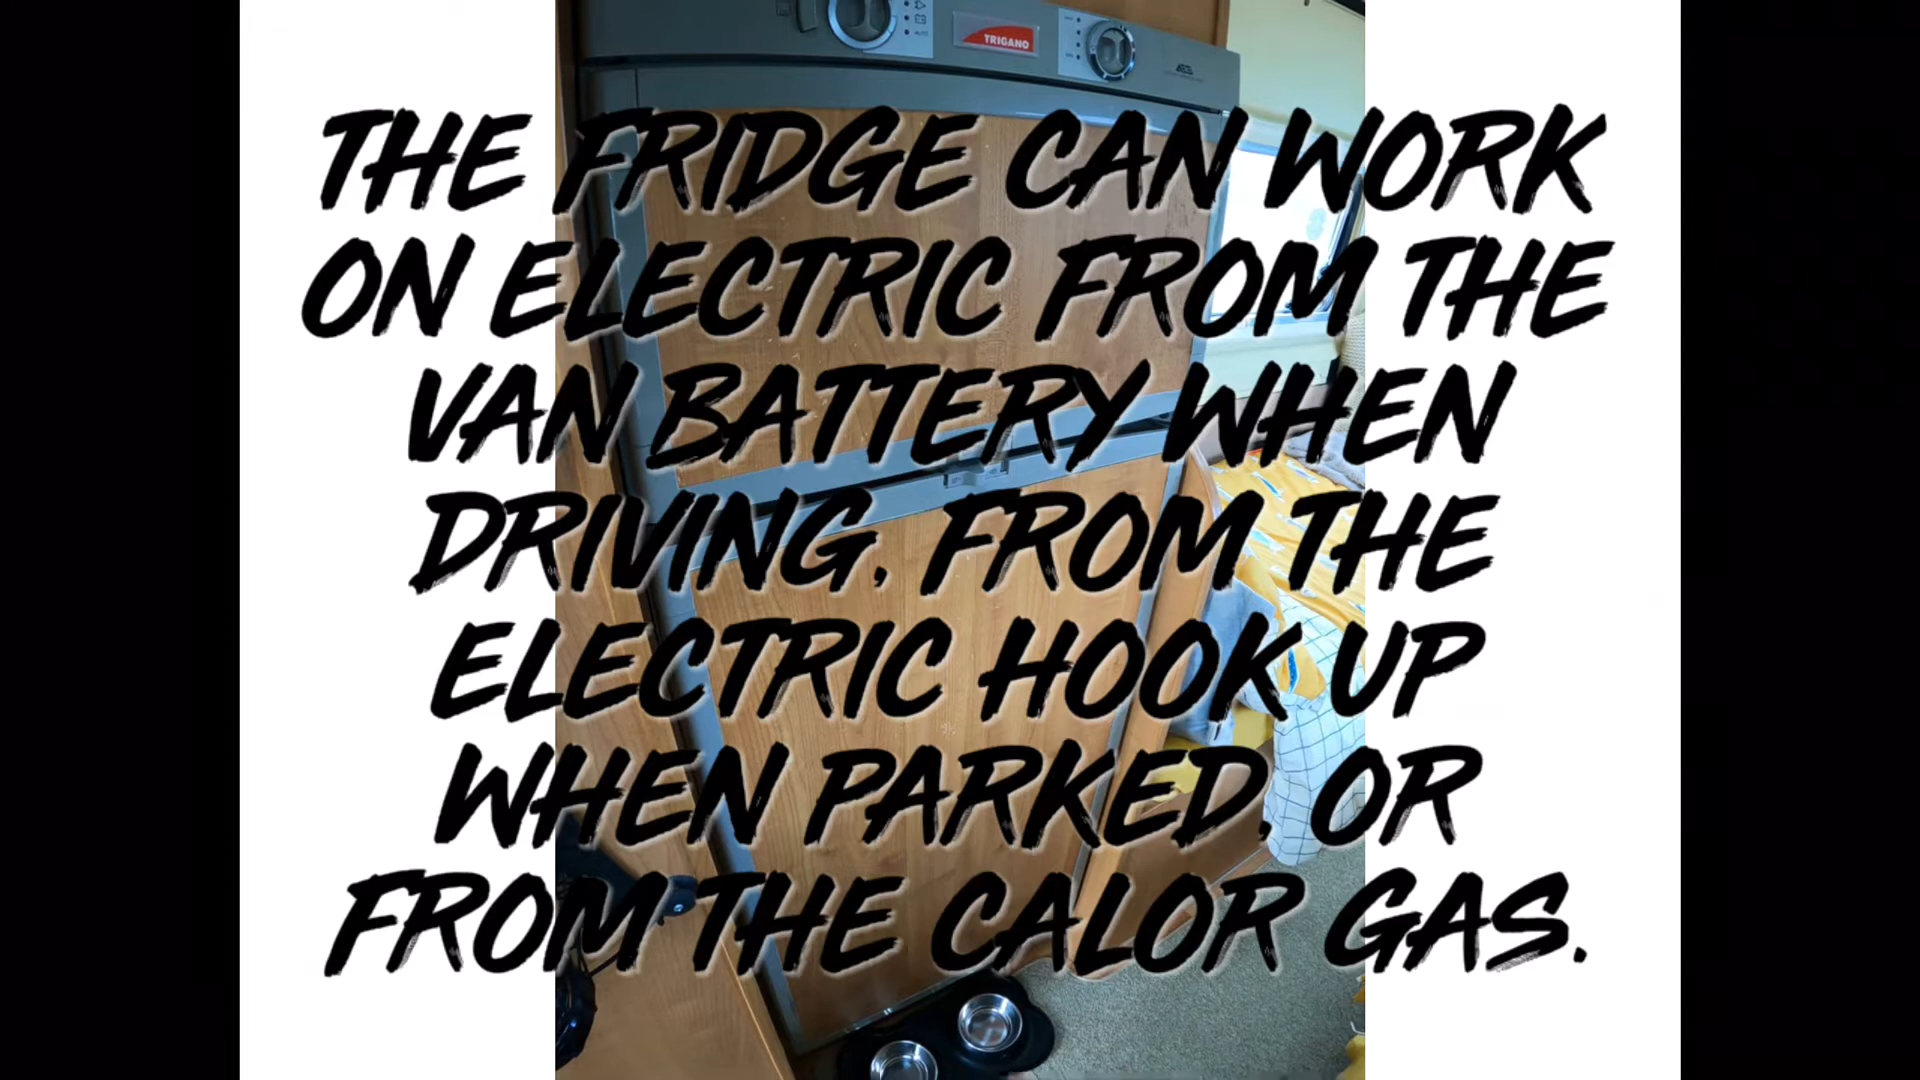 TRIGANO
AES
THE FRIDGE CAN WORK
ON ELECTRIC FROM THE
VAN BATTERY WHEN
DRIVING, FROM THE
ELECTRIC HOOK UP
WHEN PARKED, OR
FROM THE CALOR GAS.